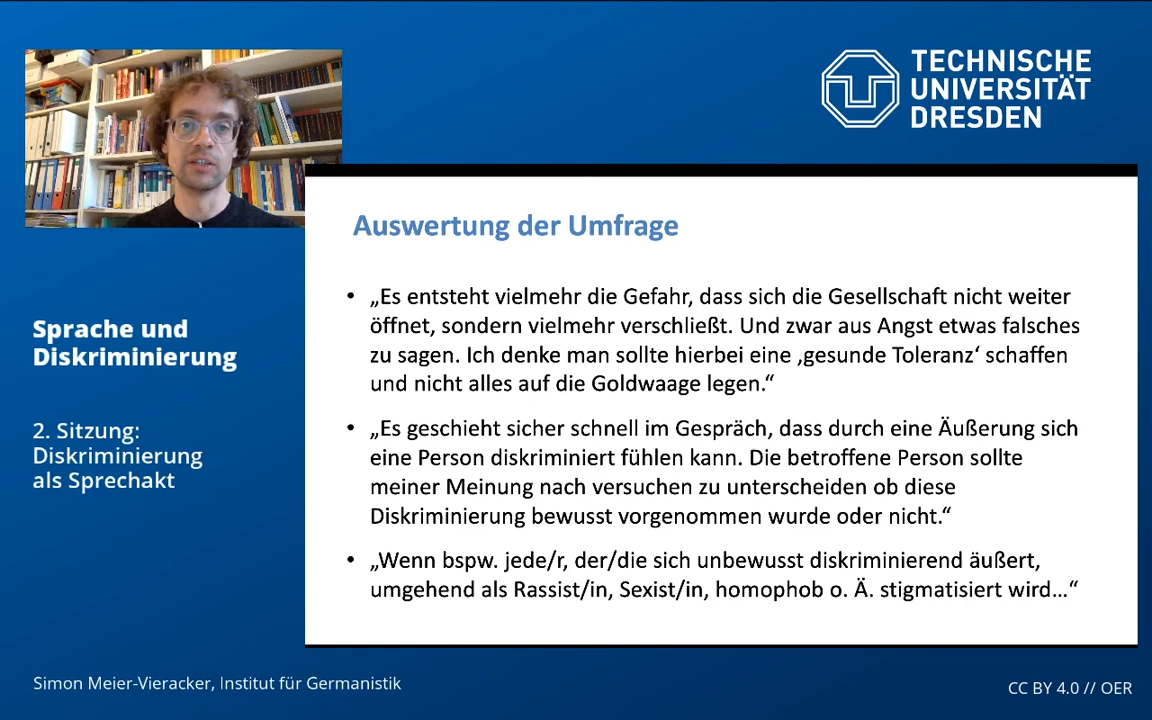 TECHNISCHE
UNIVERSITÄT
DRESDEN
Auswertung der Umfrage
• „Es entsteht vielmehr die Gefahr, dass sich die Gesellschaft nicht weiter
öffnet, sondern vielmehr verschließt. Und zwar aus Angst etwas falsches
zu sagen. Ich denke man sollte hierbei eine ‚gesunde Toleranz‘ schaffen
und nicht alles auf die Goldwaage legen.“
• „Es geschieht sicher schnell im Gespräch, dass durch eine Äußerung sich
eine Person diskriminiert fühlen kann. Die betroffene Person sollte
meiner Meinung nach versuchen zu unterscheiden ob diese
Diskriminierung bewusst vorgenommen wurde oder nicht.“
• „Wenn bspw. jede/r, der/die sich unbewusst diskriminierend äußert,
umgehend als Rassist/in, Sexist/in, homophob o. Ä. stigmatisiert wird…“
Sprache und
Diskriminierung
2. Sitzung:
Diskriminierung
als Sprechakt
Simon Meier-Vieracker, Institut für Germanistik
CC BY 4.0 // OER